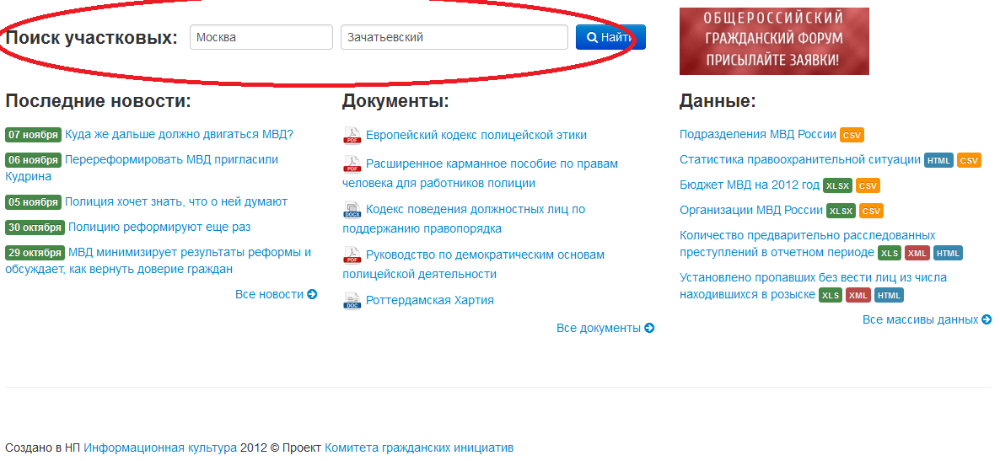 Поиск участковых: Москва Зачатьевский Найти
ОБЩЕРОССИЙСКИЙ
ГРАЖДАНСКИЙ ФОРУМ
ПРИСЫЛАЙТЕ ЗАЯВКИ!
Последние новости:
07 ноября Куда же дальше должно двигаться МВД?
06 ноября Перереформировать МВД пригласили
Кудрина
05 ноября Полиция хочет знать, что о ней думают
30 октября Полицию реформируют еще раз
29 октября МВД минимизирует результаты реформы и
обсуждает, как вернуть доверие граждан
Все новости
Документы:
PDF Европейский кодекс полицейской этики
PDF Расширенное карманное пособие по правам
человека для работников полиции
DOCX Кодекс поведения должностных лиц по
поддержанию правопорядка
PDF Руководство по демократическим основам
полицейской деятельности
DOC Роттердамская Хартия
Все документы
Данные:
Подразделения МВД России CSV
Статистика правоохранительной ситуации HTML CSV
Бюджет МВД на 2012 год XLSX CSV
Организации МВД России XLSX CSV
Количество предварительно расследованных
преступлений в отчетном периоде XLS XML HTML
Установлено пропавших без вести лиц из числа
находившихся в розыске XLS XML HTML
Все массивы данных
Создано в НП Информационная культура 2012 © Проект Комитета гражданских инициатив